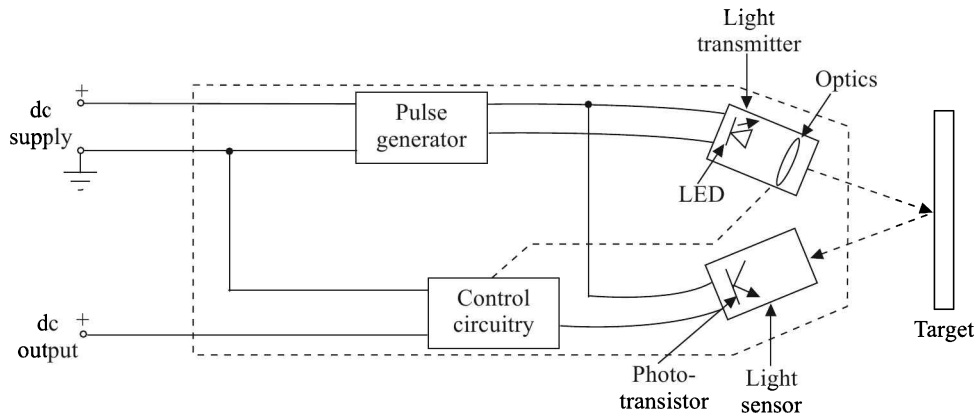 Light
transmitter
Optics
+
dc
supply
Pulse
generator
LED
Control
circuitry
+
dc
output
Target
Photo-
transistor
Light
sensor